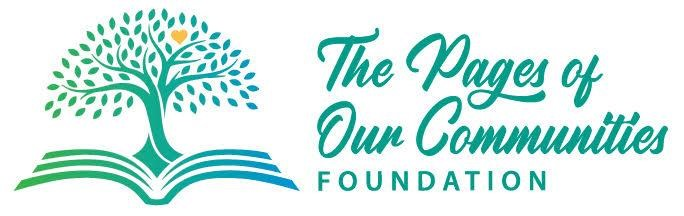 The Pages of
Our Communities
FOUNDATION